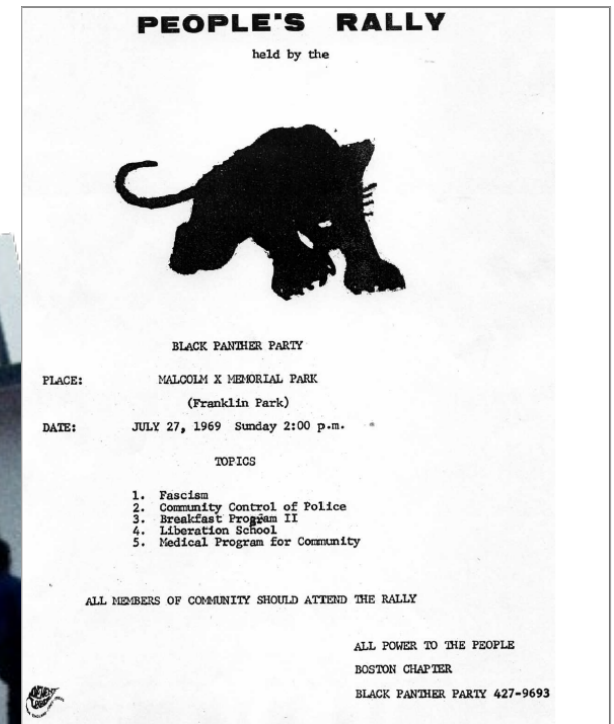 PEOPLE'S RALLY
held by the
BLACK PANTHER PARTY
PLACE: MALCOLM X MEMORIAL PARK
(Franklin Park)
DATE: JULY 27, 1969 Sunday 2:00 p.m.
TOPICS
1. Fascism
2. Community Control of Police
3. Breakfast Program II
4. Liberation School
5. Medical Program for Community
ALL MEMBERS OF COMMUNITY SHOULD ATTEND THE RALLY
ALL POWER TO THE PEOPLE
BOSTON CHAPTER
BLACK PANTHER PARTY 427-9693